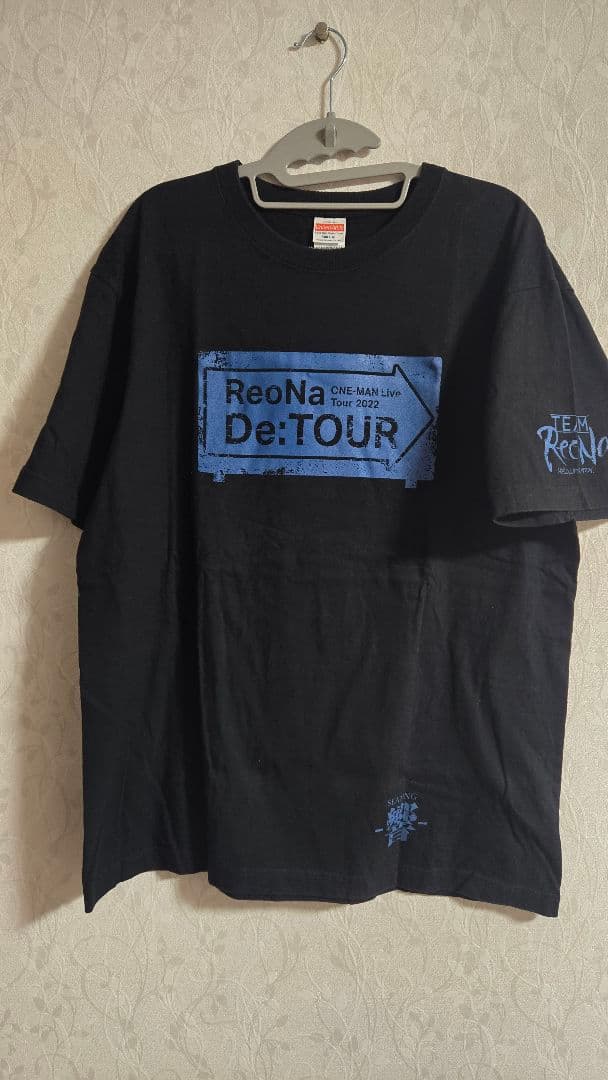 ReoNa
ONE-MAN Live
Tour 2022
De:TOUR
TEAM
ReoNa
響